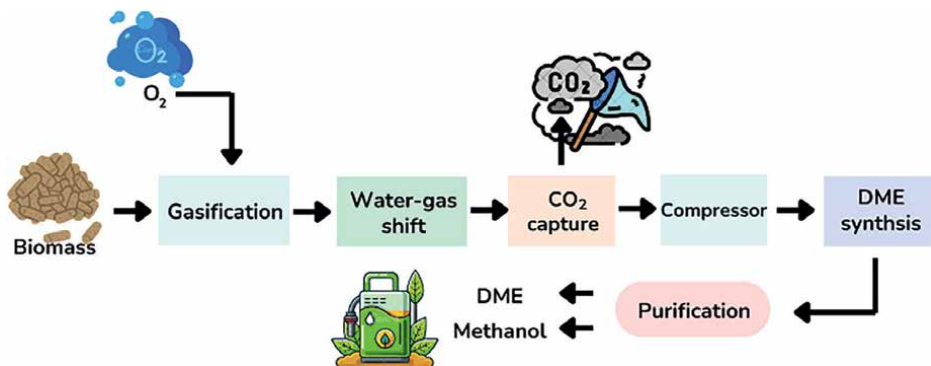 O₂
O₂
CO₂
Biomass
Gasification
Water-gas
shift
CO₂
capture
Compressor
DME
synthsis
Purification
DME
Methanol